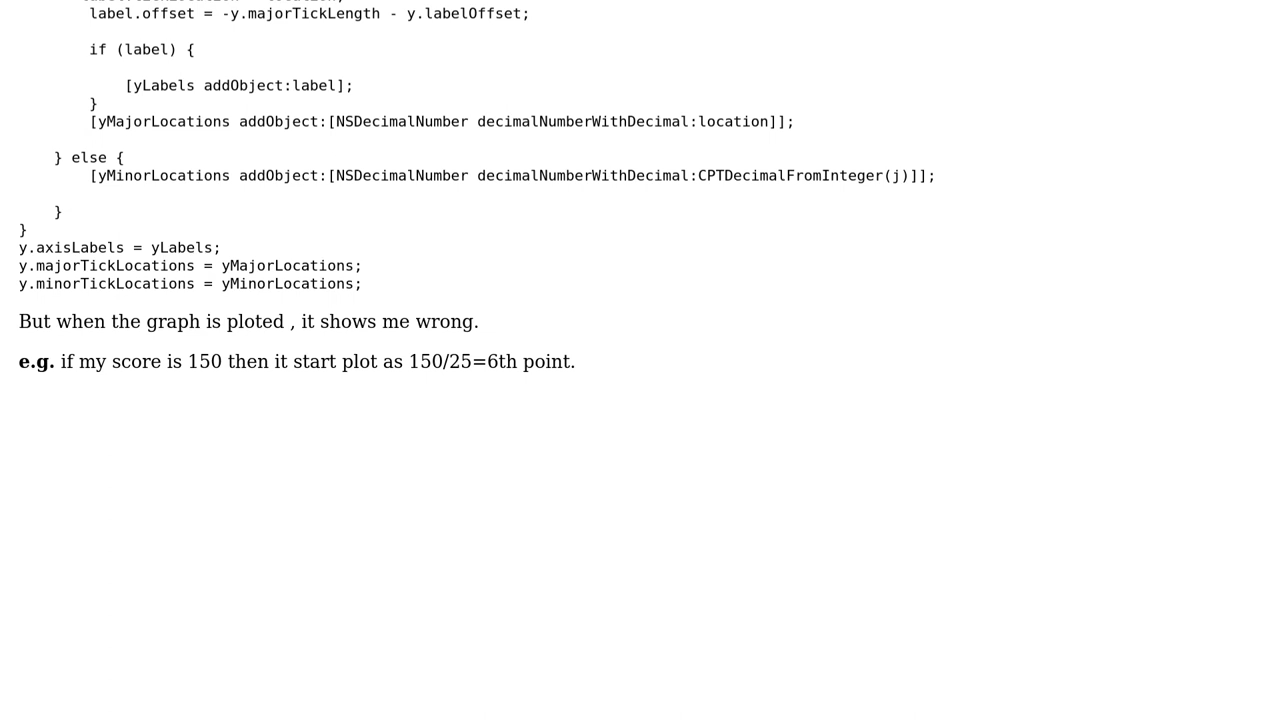 label.offset = -y.majorTickLength - y.labelOffset;
if (label) {
[yLabels addObject:label];
}
[yMajorLocations addObject:[NSDecimalNumber decimalNumberWithDecimal:location]];
} else {
[yMinorLocations addObject:[NSDecimalNumber decimalNumberWithDecimal:CPTDecimalFromInteger(j)]];
}
}
y.axisLabels = yLabels;
y.majorTickLocations = yMajorLocations;
y.minorTickLocations = yMinorLocations;
But when the graph is ploted , it shows me wrong.
e.g. if my score is 150 then it start plot as 150/25=6th point.